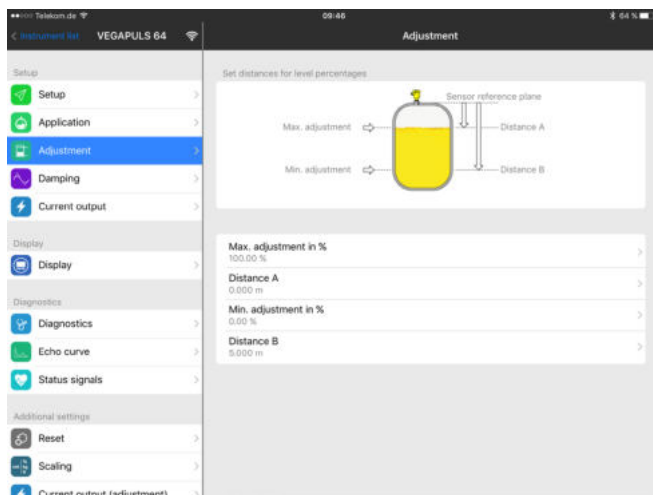 Telekom.de
09:46
64 %
Instrument list
VEGAPULS 64
Adjustment
Setup
Setup
Application
Adjustment
Damping
Current output
Display
Display
Diagnostics
Diagnostics
Echo curve
Status signals
Additional settings
Reset
Scaling
Current output (adjustment)
Set distances for level percentages
Sensor reference plane
Max. adjustment
Distance A
Min. adjustment
Distance B
Max. adjustment in %
100.00 %
Distance A
0.000 m
Min. adjustment in %
0.00 %
Distance B
5.000 m